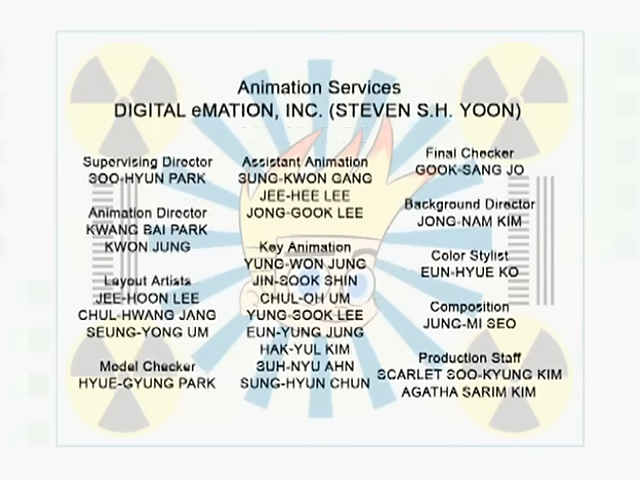 Animation Services
DIGITAL eMATION, INC. (STEVEN S.H. YOON)
Supervising Director
SOO-HYUN PARK
Animation Director
KWANG BAI PARK
KWON JUNG
Layout Artists
JEE-HOON LEE
CHUL-HWANG JANG
SEUNG-YONG UM
Model Checker
HYUE-GYUNG PARK
Assistant Animation
SUNG-KWON GANG
JEE-HEE LEE
JONG-GOOK LEE
Key Animation
YUNG-WON JUNG
JIN-SOOK SHIN
CHUL-OH UM
YUNG-SOOK LEE
EUN-YUNG JUNG
HAK-YUL KIM
SUH-NYU AHN
SUNG-HYUN CHUN
Final Checker
GOOK-SANG JO
Background Director
JONG-NAM KIM
Color Stylist
EUN-HYUE KO
Composition
JUNG-MI SEO
Production Staff
SCARLET SOO-KYUNG KIM
AGATHA SARIM KIM